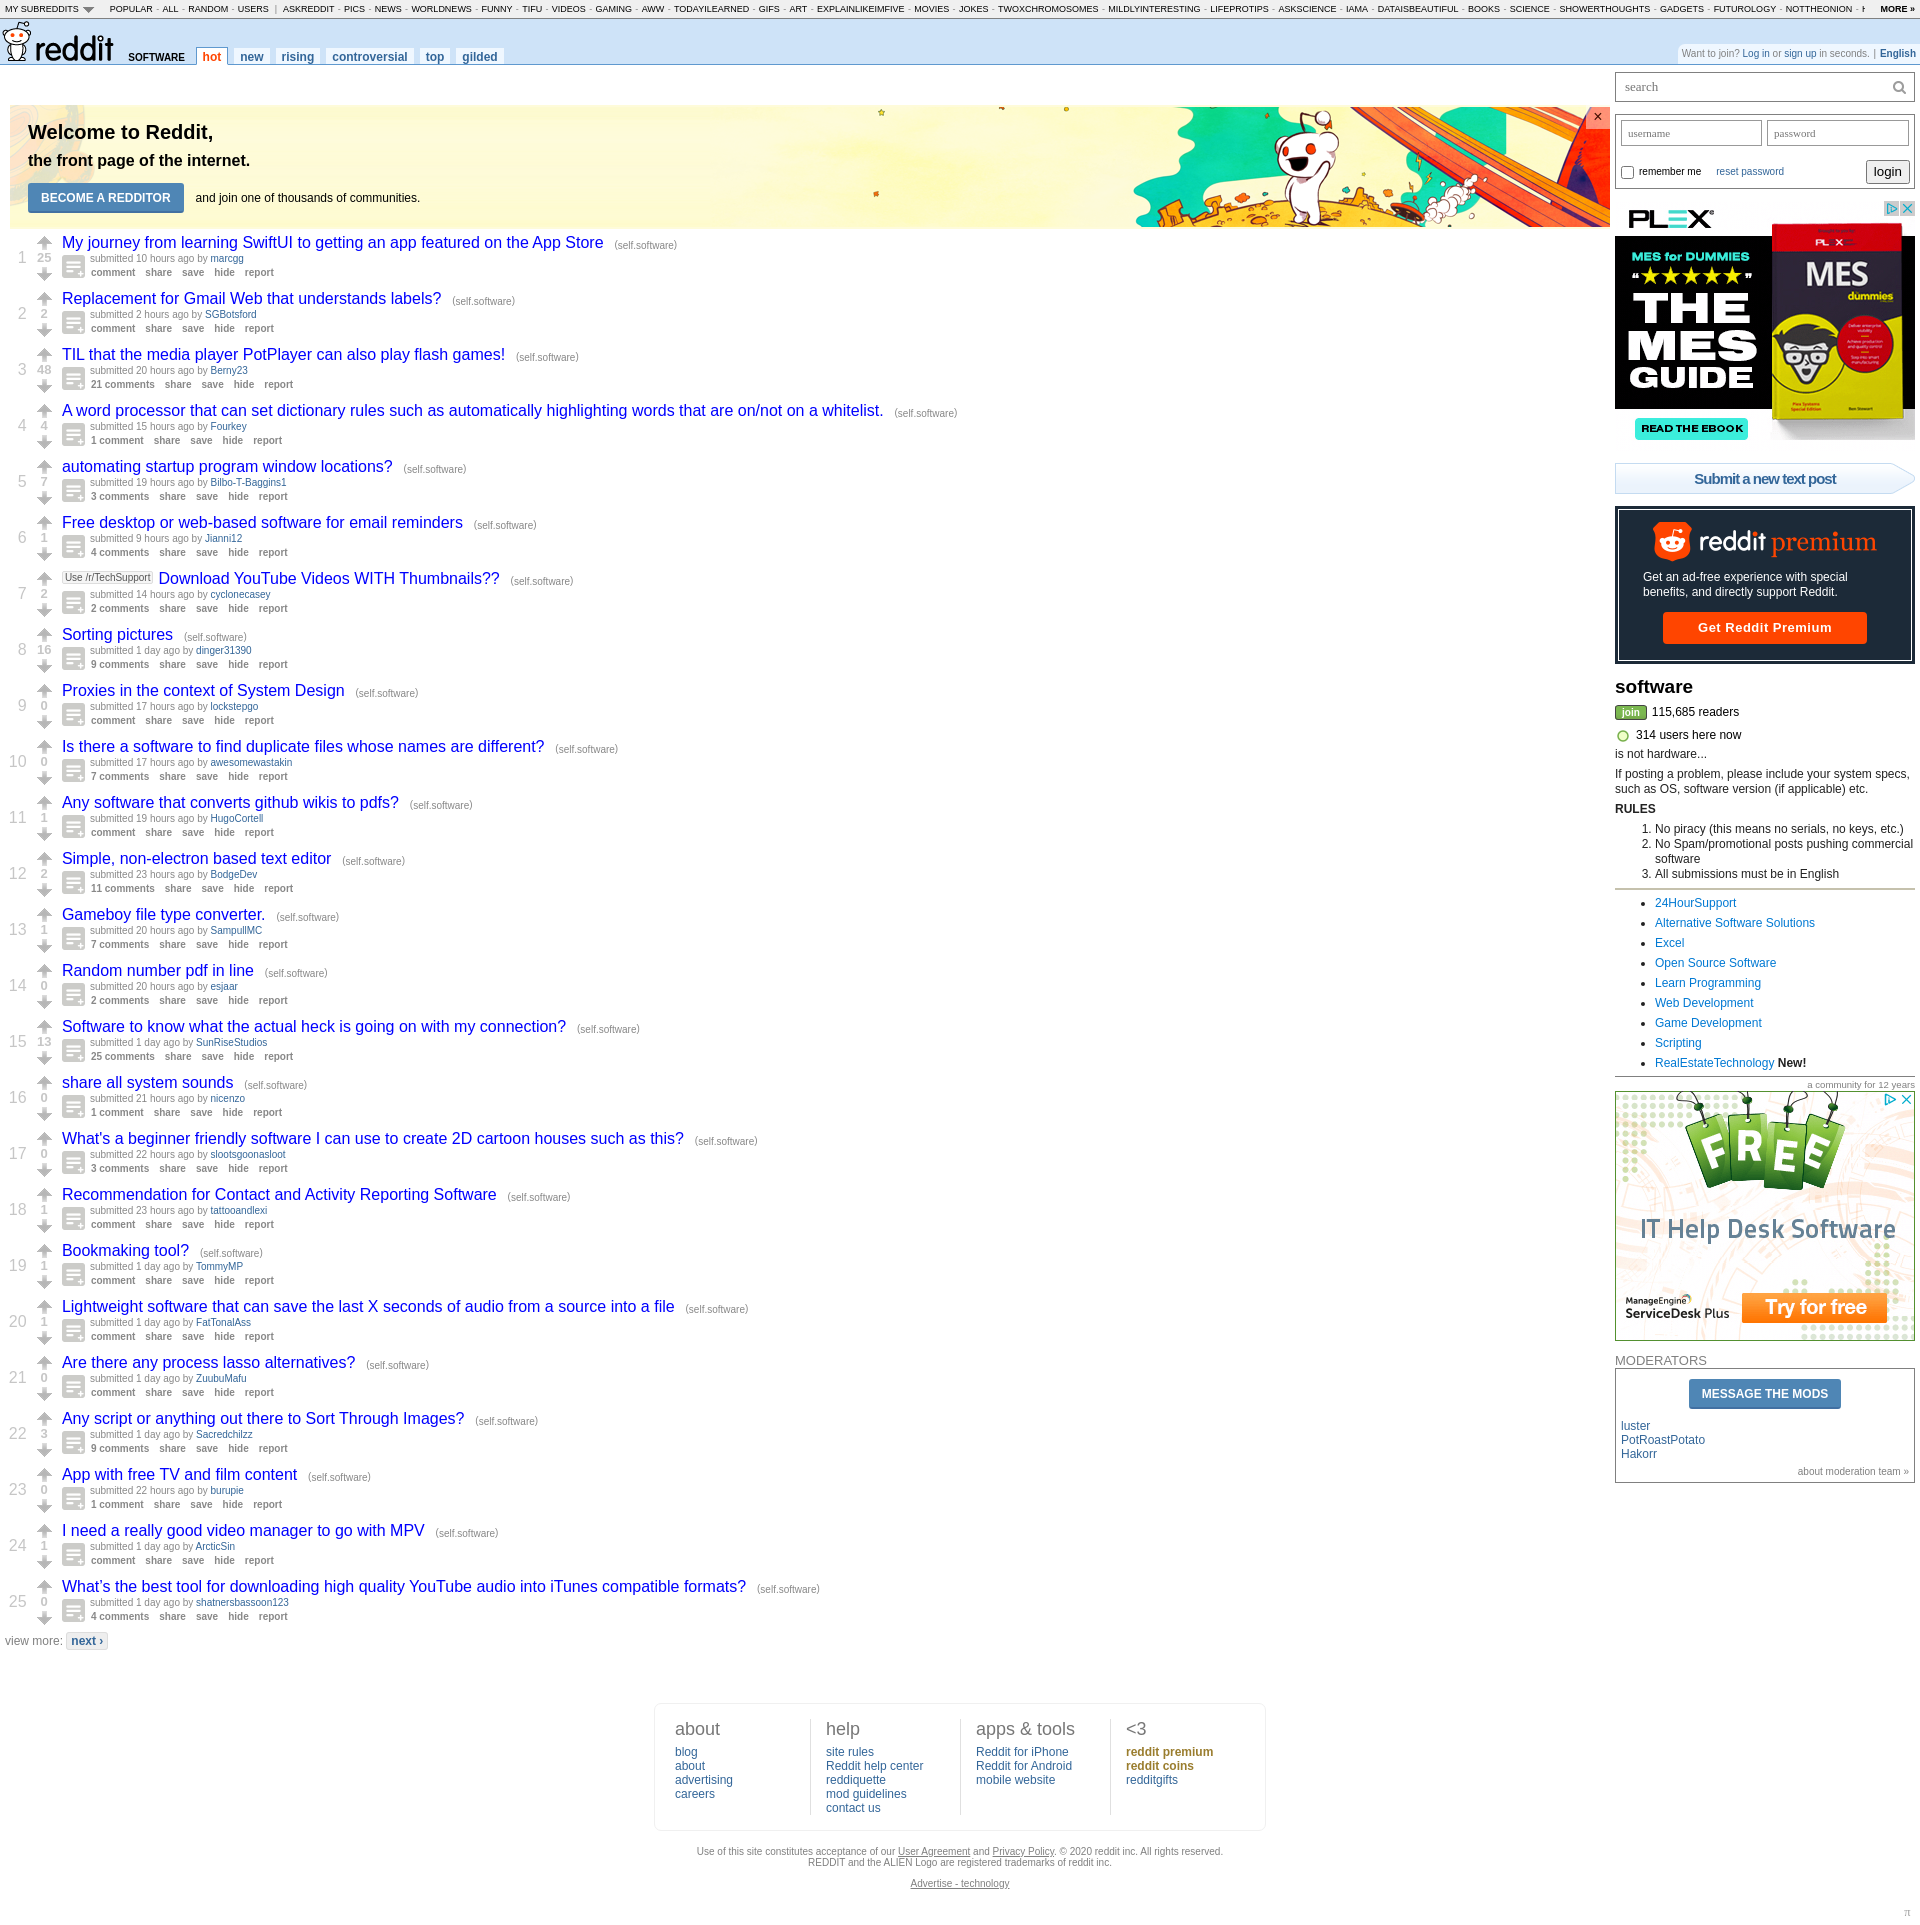 MY SUBREDDITS POPULAR - ALL - RANDOM - USERS | ASKREDDIT - PICS - NEWS - WORLDNEWS - FUNNY - TIFU - VIDEOS - GAMING - AWW - TODAYILEARNED - GIFS - ART - EXPLAINLIKEIMFIVE - MOVIES - JOKES - TWOXCHROMOSOMES - MILDLYINTERESTING - LIFEPROTIPS - ASKSCIENCE - IAMA - DATAISBEAUTIFUL - BOOKS - SCIENCE - SHOWERTHOUGHTS - GADGETS - FUTUROLOGY - NOTTHEONION - MORE »
reddit SOFTWARE hot new rising controversial top gilded
Want to join? Log in or sign up in seconds. | English
Welcome to Reddit,
the front page of the internet.
BECOME A REDDITOR and join one of thousands of communities.
×
1 25 My journey from learning SwiftUI to getting an app featured on the App Store (self.software)
submitted 10 hours ago by marcgg
comment share save hide report
2 2 Replacement for Gmail Web that understands labels? (self.software)
submitted 2 hours ago by SGBotsford
comment share save hide report
3 48 TIL that the media player PotPlayer can also play flash games! (self.software)
submitted 20 hours ago by Berny23
21 comments share save hide report
4 4 A word processor that can set dictionary rules such as automatically highlighting words that are on/not on a whitelist. (self.software)
submitted 15 hours ago by Fourkey
1 comment share save hide report
5 7 automating startup program window locations? (self.software)
submitted 19 hours ago by Bilbo-T-Baggins1
3 comments share save hide report
6 1 Free desktop or web-based software for email reminders (self.software)
submitted 9 hours ago by Jianni12
4 comments share save hide report
7 2 Use /r/TechSupport Download YouTube Videos WITH Thumbnails?? (self.software)
submitted 14 hours ago by cyclonecasey
2 comments share save hide report
8 16 Sorting pictures (self.software)
submitted 1 day ago by dinger31390
9 comments share save hide report
9 0 Proxies in the context of System Design (self.software)
submitted 17 hours ago by lockstepgo
comment share save hide report
10 0 Is there a software to find duplicate files whose names are different? (self.software)
submitted 17 hours ago by awesomewastakin
7 comments share save hide report
11 1 Any software that converts github wikis to pdfs? (self.software)
submitted 19 hours ago by HugoCortell
comment share save hide report
12 2 Simple, non-electron based text editor (self.software)
submitted 23 hours ago by BodgeDev
11 comments share save hide report
13 1 Gameboy file type converter. (self.software)
submitted 20 hours ago by SampullMC
7 comments share save hide report
14 0 Random number pdf in line (self.software)
submitted 20 hours ago by esjaar
2 comments share save hide report
15 13 Software to know what the actual heck is going on with my connection? (self.software)
submitted 1 day ago by SunRiseStudios
25 comments share save hide report
16 0 share all system sounds (self.software)
submitted 21 hours ago by nicenzo
1 comment share save hide report
17 0 What's a beginner friendly software I can use to create 2D cartoon houses such as this? (self.software)
submitted 22 hours ago by slootsgoonasloot
3 comments share save hide report
18 1 Recommendation for Contact and Activity Reporting Software (self.software)
submitted 23 hours ago by tattooandlexi
comment share save hide report
19 1 Bookmaking tool? (self.software)
submitted 1 day ago by TommyMP
comment share save hide report
20 1 Lightweight software that can save the last X seconds of audio from a source into a file (self.software)
submitted 1 day ago by FatTonalAss
comment share save hide report
21 0 Are there any process lasso alternatives? (self.software)
submitted 1 day ago by ZuubuMafu
comment share save hide report
22 3 Any script or anything out there to Sort Through Images? (self.software)
submitted 1 day ago by Sacredchilzz
9 comments share save hide report
23 0 App with free TV and film content (self.software)
submitted 22 hours ago by burupie
1 comment share save hide report
24 1 I need a really good video manager to go with MPV (self.software)
submitted 1 day ago by ArcticSin
comment share save hide report
25 0 What’s the best tool for downloading high quality YouTube audio into iTunes compatible formats? (self.software)
submitted 1 day ago by shatnersbassoon123
4 comments share save hide report
view more: next ›
search
username password
remember me reset password login
PLEX
MES for DUMMIES
“★★★★★”
THE
MES
GUIDE
READ THE EBOOK
PLEX
MES
dummies
Submit a new text post
reddit premium
Get an ad-free experience with special
benefits, and directly support Reddit.
Get Reddit Premium
software
join 115,685 readers
314 users here now
is not hardware...
If posting a problem, please include your system specs,
such as OS, software version (if applicable) etc.
RULES
1. No piracy (this means no serials, no keys, etc.)
2. No Spam/promotional posts pushing commercial
software
3. All submissions must be in English
24HourSupport
Alternative Software Solutions
Excel
Open Source Software
Learn Programming
Web Development
Game Development
Scripting
RealEstateTechnology New!
a community for 12 years
FREE
IT Help Desk Software
ManageEngine
ServiceDesk Plus
Try for free
MODERATORS
MESSAGE THE MODS
luster
PotRoastPotato
Hakorr
about moderation team »
about
blog
about
advertising
careers
help
site rules
Reddit help center
reddiquette
mod guidelines
contact us
apps & tools
Reddit for iPhone
Reddit for Android
mobile website
<3
reddit premium
reddit coins
redditgifts
Use of this site constitutes acceptance of our User Agreement and Privacy Policy. © 2020 reddit inc. All rights reserved.
REDDIT and the ALIEN Logo are registered trademarks of reddit inc.
Advertise - technology
π